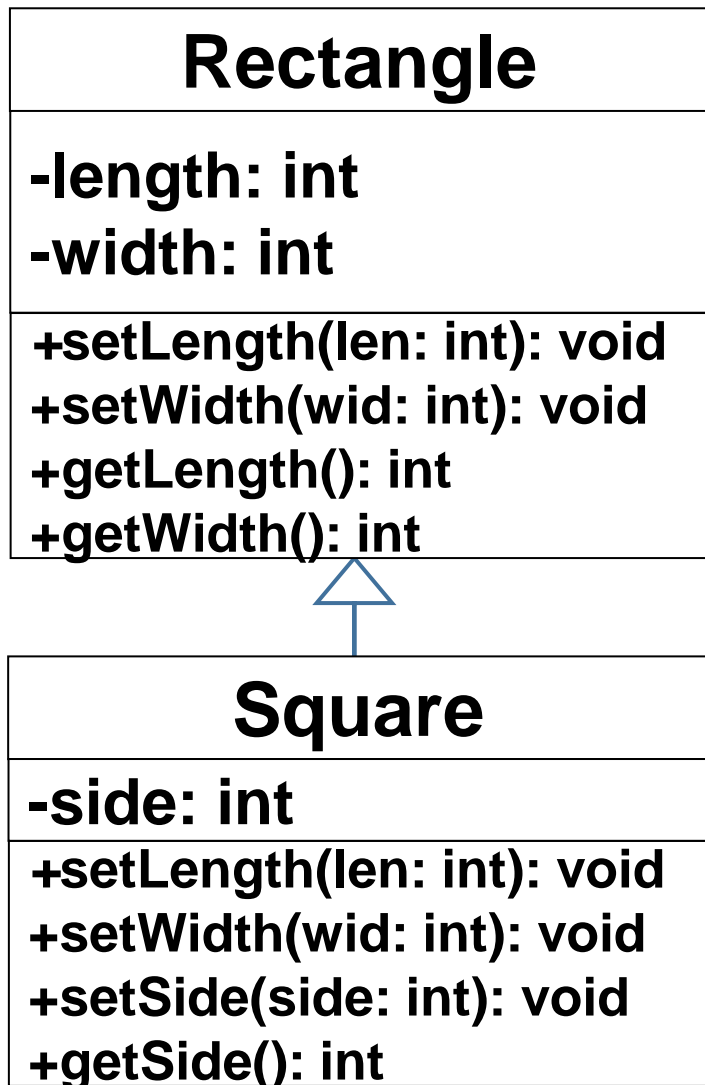 Rectangle
-length: int
-width: int
+setLength(len: int): void
+setWidth(wid: int): void
+getLength(): int
+getWidth(): int
Square
-side: int
+setLength(len: int): void
+setWidth(wid: int): void
+setSide(side: int): void
+getSide(): int